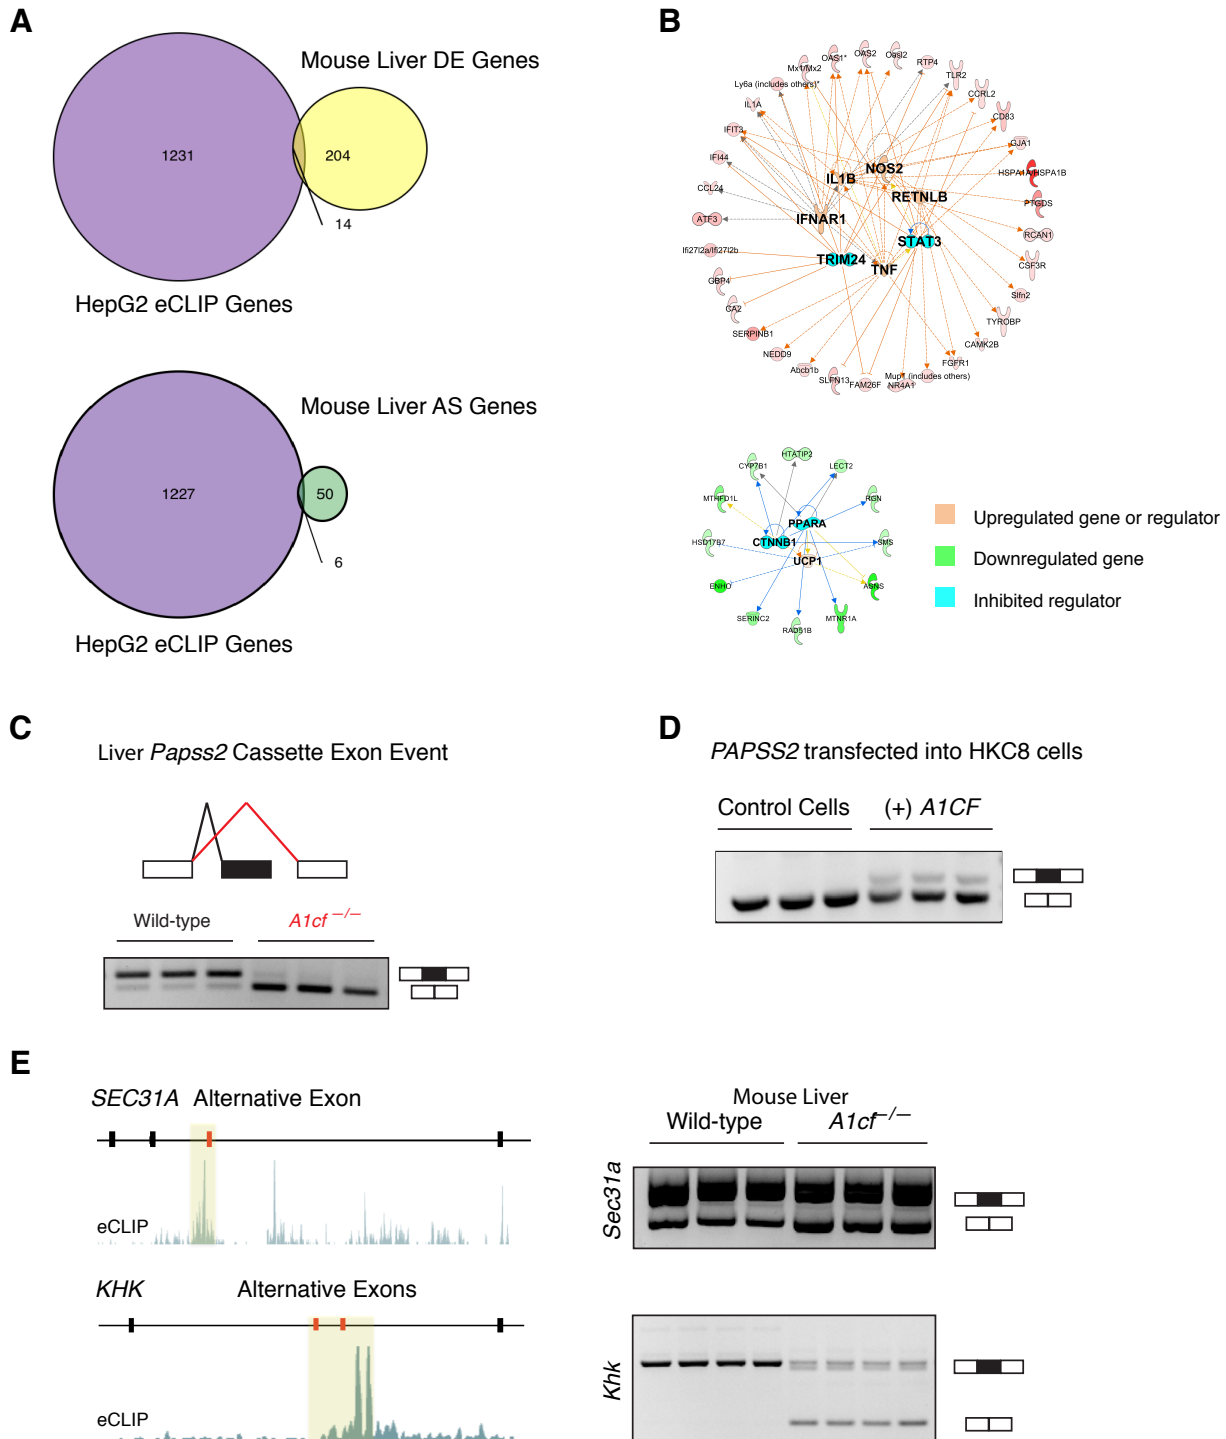 A
Mouse Liver DE Genes
1231
204
14
HepG2 eCLIP Genes
Mouse Liver AS Genes
1227
50
6
HepG2 eCLIP Genes
B
Mx1/Mx2
OAS1*
OAS2
Oasl2
RTP4
TLR2
CCRL2
CD83
GJA1
HSPA1A/HSPA1B
PTGDS
RCAN1
CSF3R
Slfn2
TYROBP
CAMK2B
FGFR1
Mup1 (includes others)
NR4A1
FAM26F
SLFN13
Abcb1b
NEDD9
SERPINB1
CA2
GBP4
Ifi27l2a/Ifi27l2b
ATF3
CCL24
IFI44
IFIT3
IL1A
Ly6a (includes others)*
NOS2
IL1B
RETNLB
IFNAR1
STAT3
TRIM24
TNF
HTATIP2
CYP7B1
LECT2
MTHFD1L
RGN
PPARA
CTNNB1
HSD17B7
SMS
UCP1
ENHO
ASNS
SERINC2
MTNR1A
RAD51B
Upregulated gene or regulator
Downregulated gene
Inhibited regulator
C
Liver Papss2 Cassette Exon Event
Wild-type
A1cf −/−
D
PAPSS2 transfected into HKC8 cells
Control Cells
(+) A1CF
E
SEC31A Alternative Exon
eCLIP
KHK Alternative Exons
eCLIP
Mouse Liver
Wild-type
A1cf−/−
Sec31a
Khk